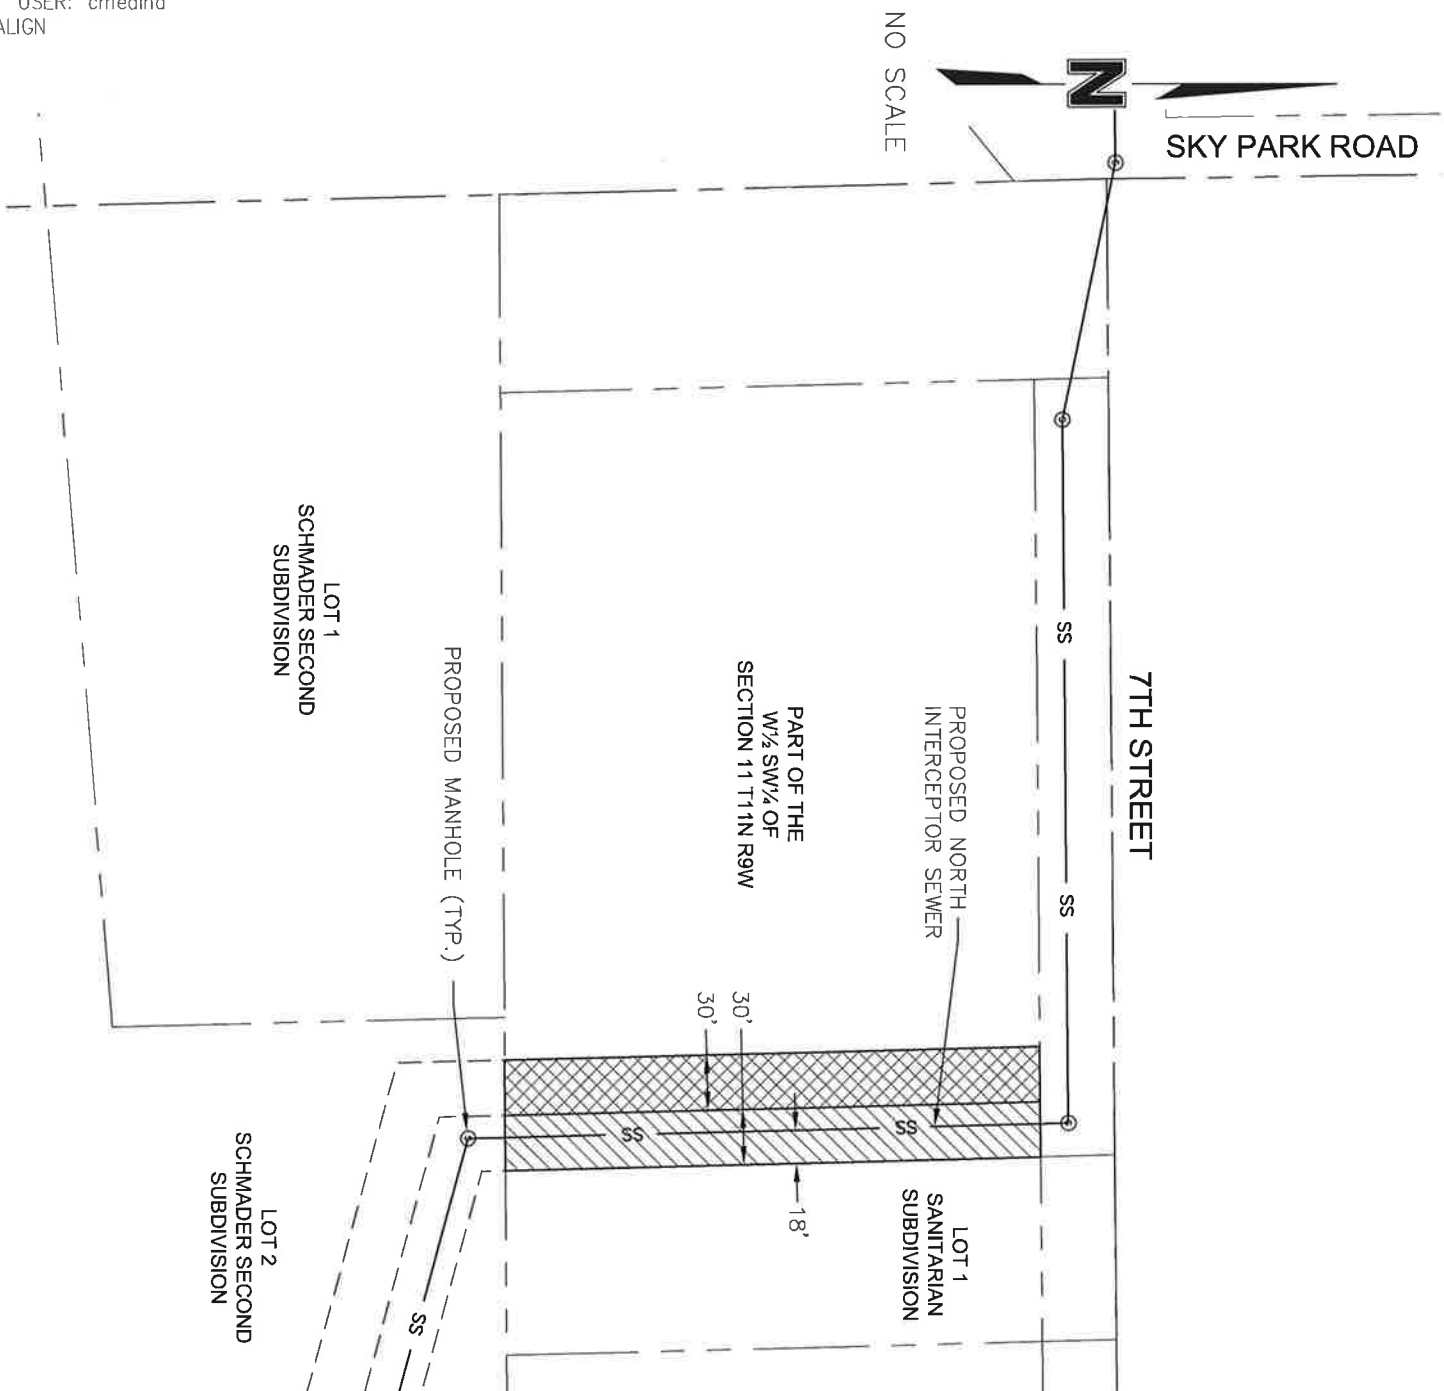 USER: cmedina
ALIGN
NO SCALE
N
SKY PARK ROAD
7TH STREET
SS
SS
PROPOSED NORTH
INTERCEPTOR SEWER
PART OF THE
W½ SW¼ OF
SECTION 11 T11N R9W
LOT 1
SCHMADER SECOND
SUBDIVISION
PROPOSED MANHOLE (TYP.)
30'
30'
SS
SS
18'
LOT 1
SANITARIAN
SUBDIVISION
LOT 2
SCHMADER SECOND
SUBDIVISION
SS